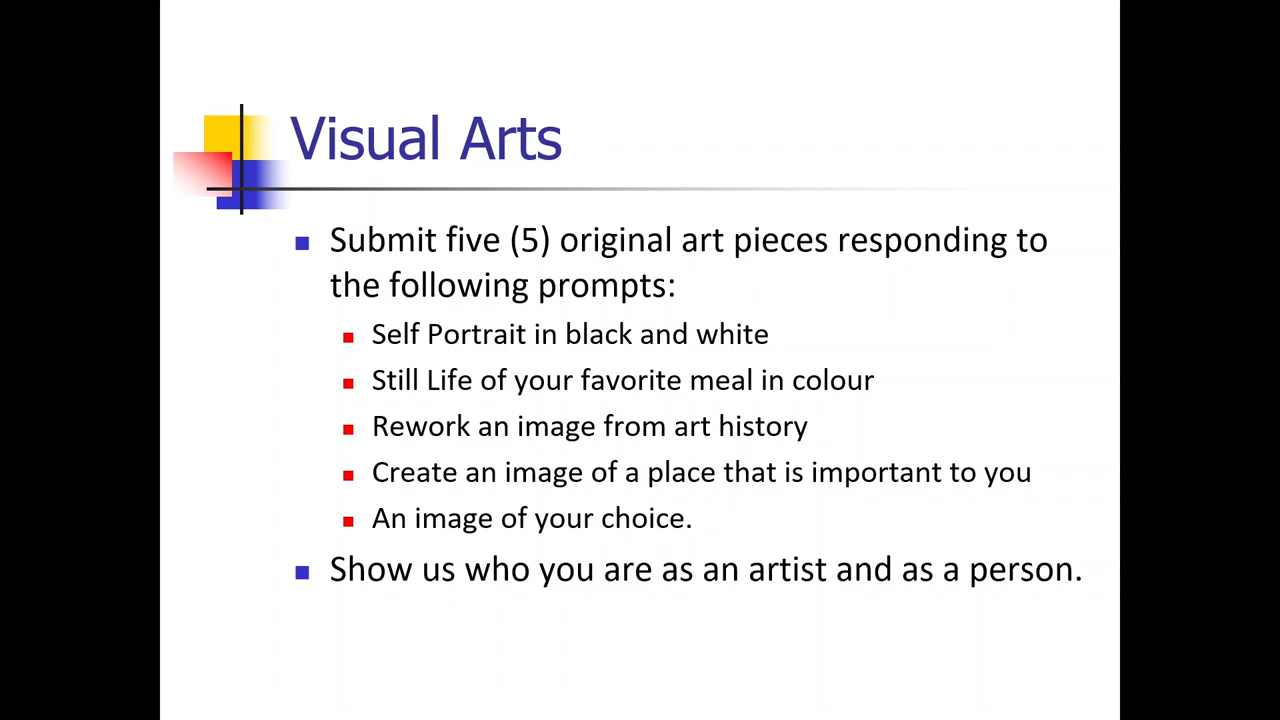 Visual Arts
Submit five (5) original art pieces responding to
the following prompts:
Self Portrait in black and white
Still Life of your favorite meal in colour
Rework an image from art history
Create an image of a place that is important to you
An image of your choice.
Show us who you are as an artist and as a person.